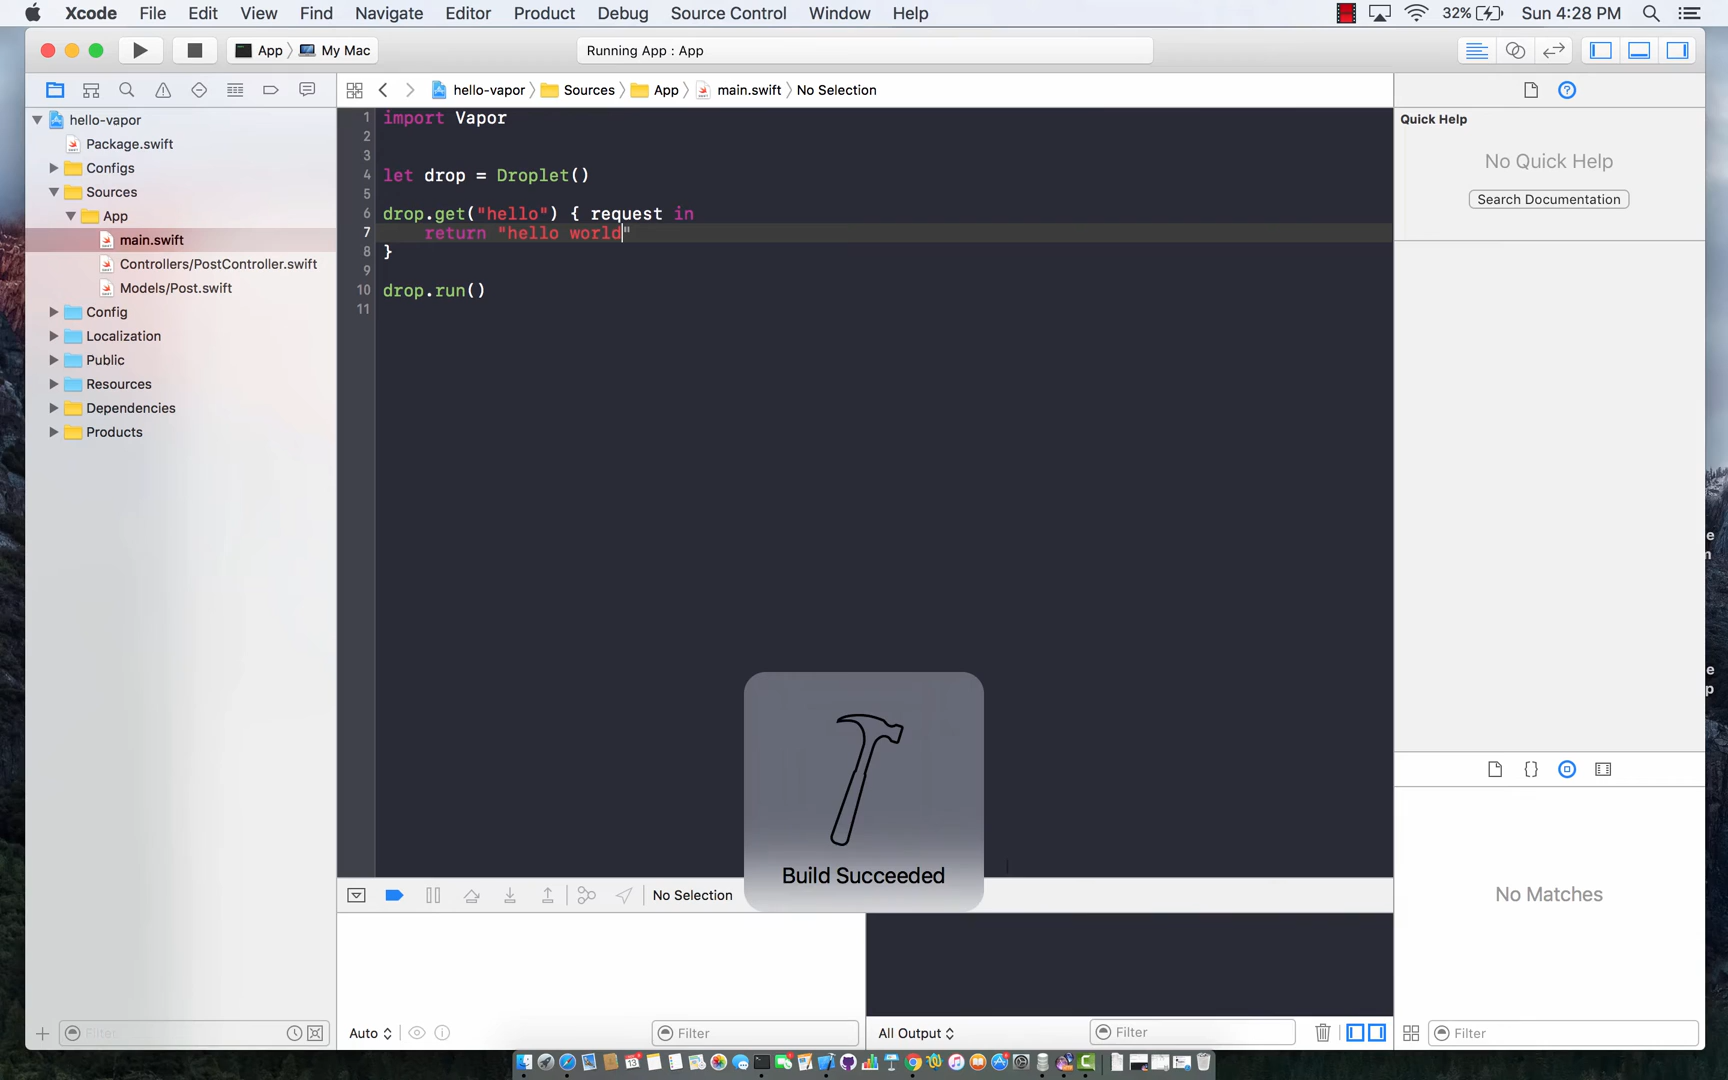 Xcode File Edit View Find Navigate Editor Product Debug Source Control Window Help 32% Sun 4:28 PM
App My Mac Running App : App
hello-vapor Sources App main.swift No Selection
hello-vapor
Package.swift
Configs
Sources
App
main.swift
Controllers/PostController.swift
Models/Post.swift
Config
Localization
Public
Resources
Dependencies
Products
Filter
1 import Vapor
2
3
4 let drop = Droplet()
5
6 drop.get("hello") { request in
7 return "hello world"
8 }
9
10 drop.run()
11
Build Succeeded
No Selection
Auto Filter
All Output Filter
Quick Help
No Quick Help
Search Documentation
{}
No Matches
Filter